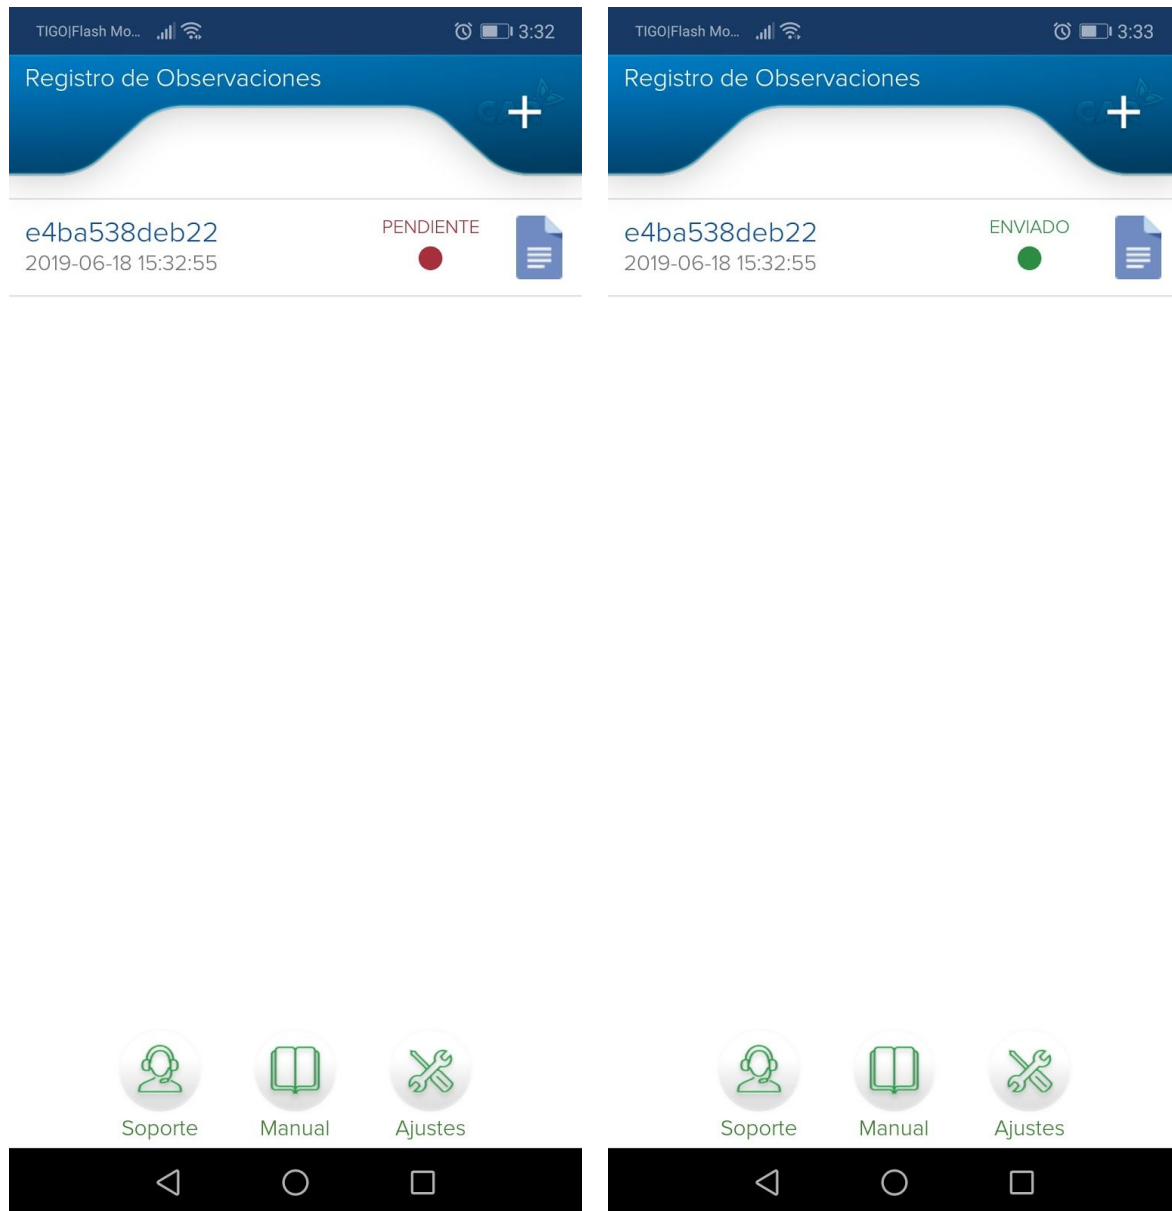 TIGO|Flash Mo... 3:32
Registro de Observaciones
e4ba538deb22 PENDIENTE
2019-06-18 15:32:55
Soporte Manual Ajustes
TIGO|Flash Mo... 3:33
Registro de Observaciones
e4ba538deb22 ENVIADO
2019-06-18 15:32:55
Soporte Manual Ajustes